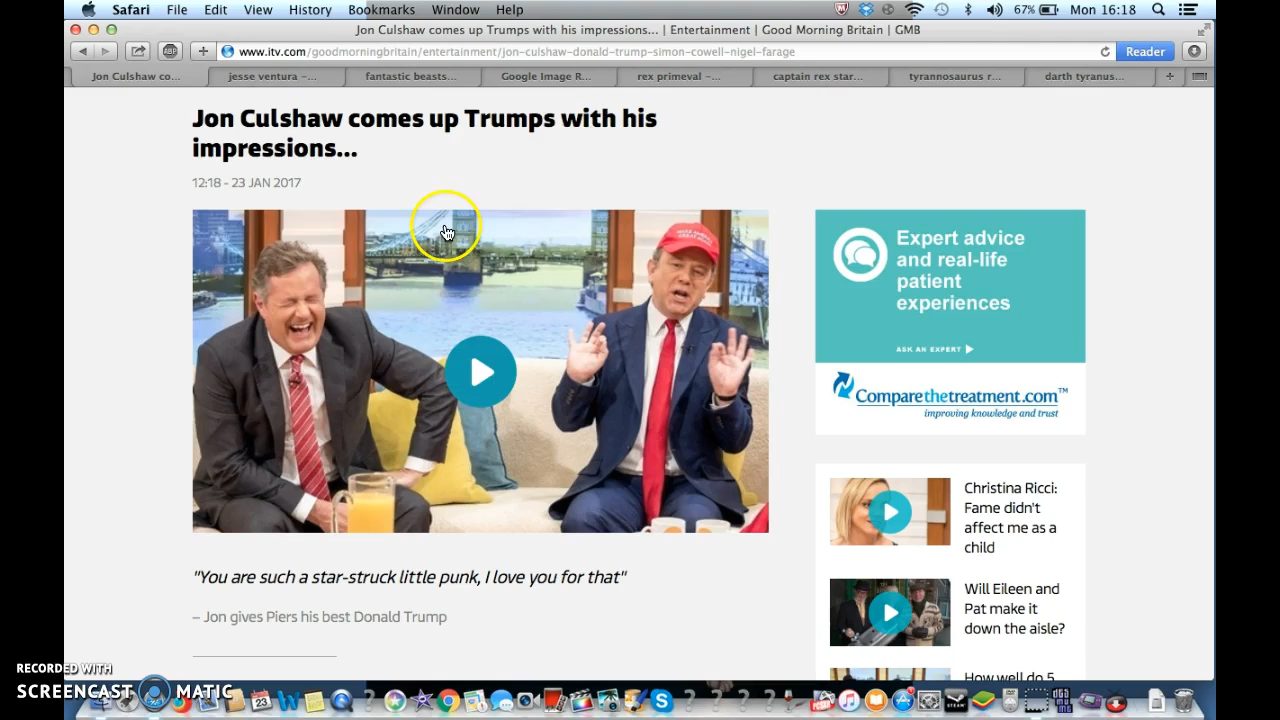 Safari File Edit View History Bookmarks Window Help
67% Mon 16:18
Jon Culshaw comes up Trumps with his impressions... | Entertainment | Good Morning Britain | GMB
ABP
www.itv.com/goodmorningbritain/entertainment/jon-culshaw-donald-trump-simon-cowell-nigel-farage
Reader
Jon Culshaw co... jesse ventura –... fantastic beasts... Google Image R... rex primeval –... captain rex star... tyrannosaurus r... darth tyranus...
Jon Culshaw comes up Trumps with his
impressions...
12:18 - 23 JAN 2017
MAKE AMERICA
GREAT AGAIN
Expert advice
and real-life
patient
experiences
ASK AN EXPERT
Comparethetreatment.com™
improving knowledge and trust
Christina Ricci:
Fame didn't
affect me as a
child
Will Eileen and
Pat make it
down the aisle?
How well do 5
"You are such a star-struck little punk, I love you for that"
– Jon gives Piers his best Donald Trump
RECORDED WITH
SCREENCAST MATIC